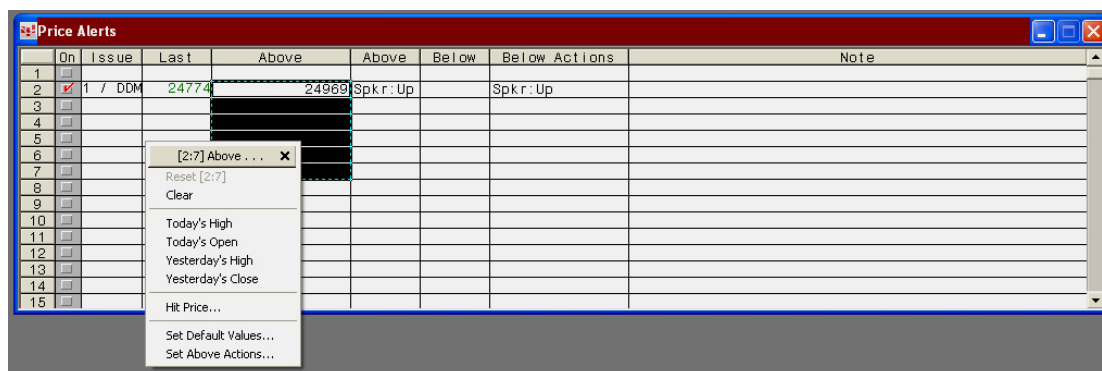 Price Alerts
On Issue Last Above Above Below Below Actions Note
1
2 1 / DDM 24774 24969 Spkr:Up Spkr:Up
3
4
5
6
7
8
9
10
11
12
13
14
15
[2:7] Above . . .
Reset [2:7]
Clear
Today's High
Today's Open
Yesterday's High
Yesterday's Close
Hit Price...
Set Default Values...
Set Above Actions...